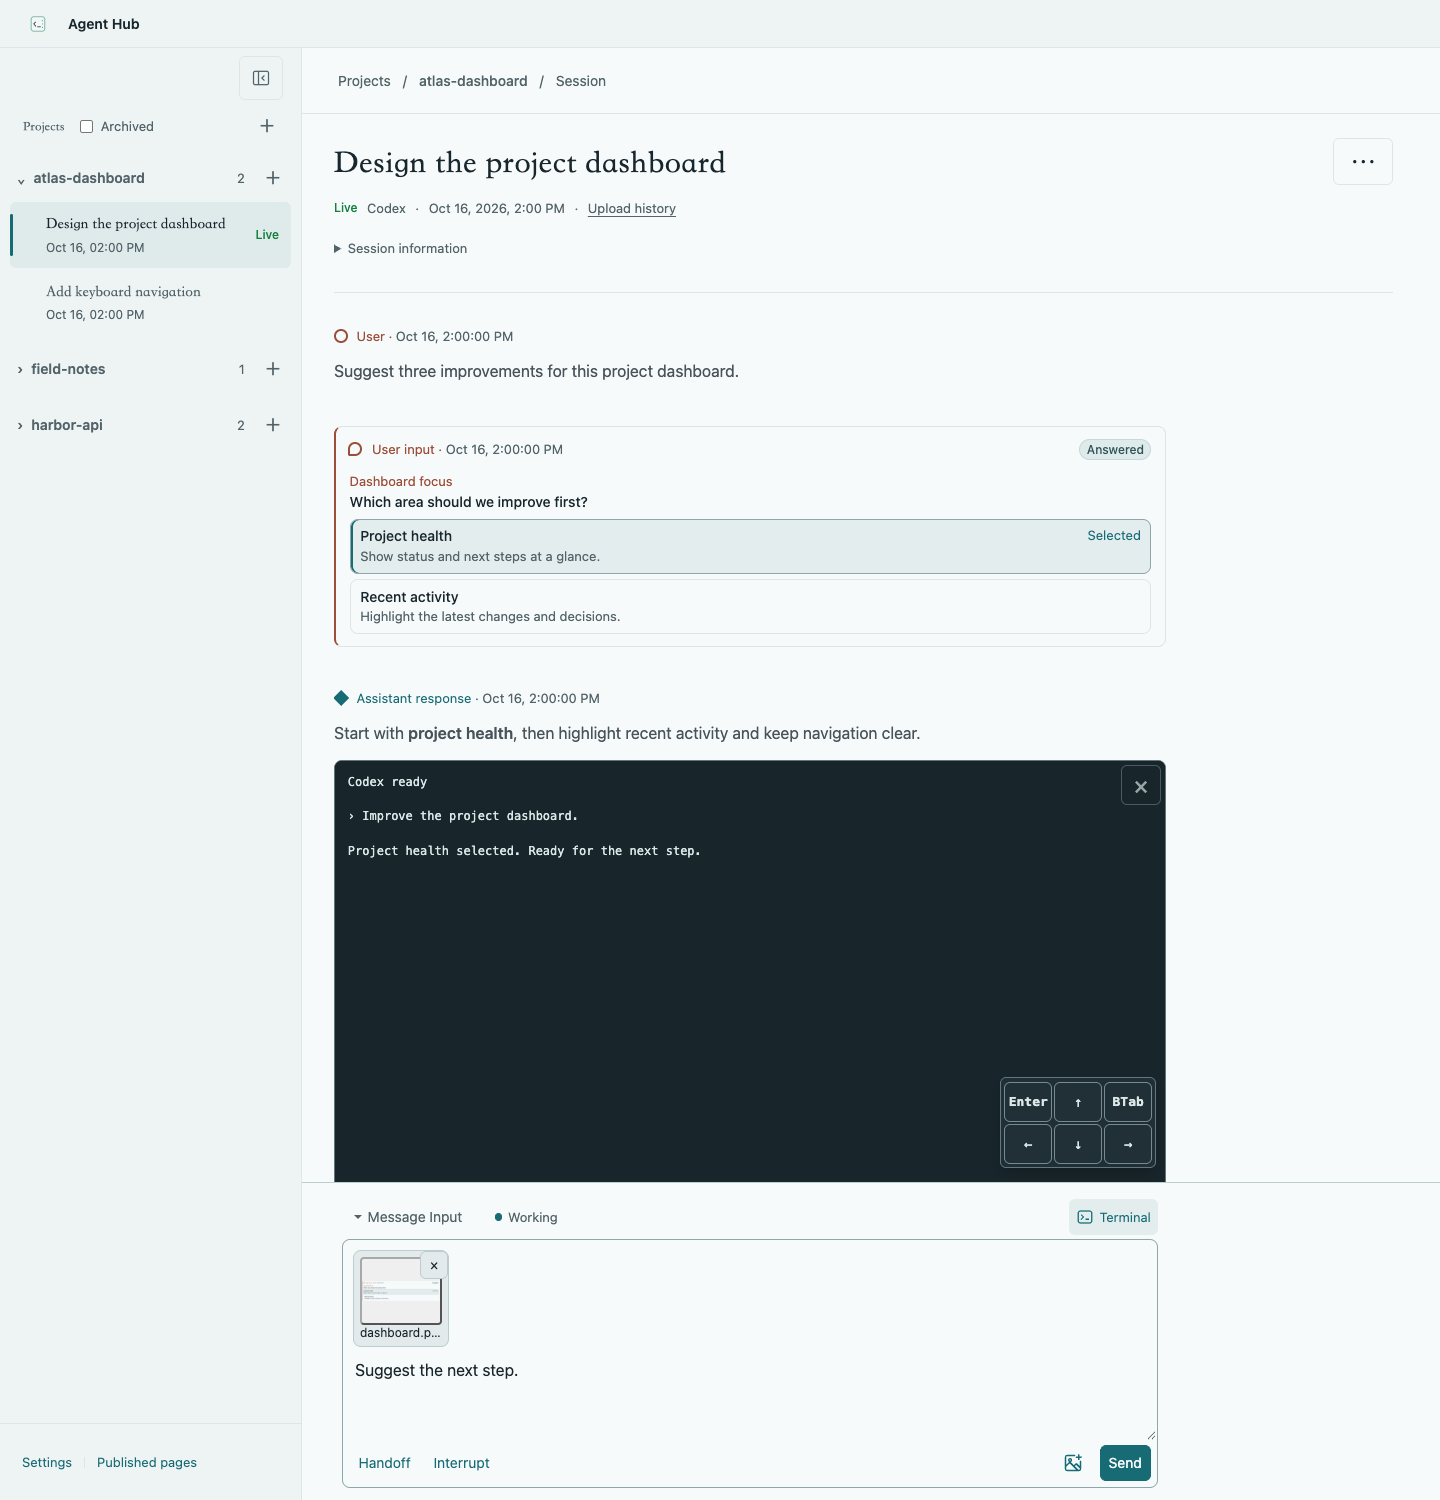 Agent Hub
Projects Archived
atlas-dashboard 2
Design the project dashboard
Live
Oct 16, 02:00 PM
Add keyboard navigation
Oct 16, 02:00 PM
field-notes 1
harbor-api 2
Settings Published pages
Projects / atlas-dashboard / Session
Design the project dashboard
Live Codex · Oct 16, 2026, 2:00 PM · Upload history
Session information
User · Oct 16, 2:00:00 PM
Suggest three improvements for this project dashboard.
User input · Oct 16, 2:00:00 PM Answered
Dashboard focus
Which area should we improve first?
Project health Selected
Show status and next steps at a glance.
Recent activity
Highlight the latest changes and decisions.
Assistant response · Oct 16, 2:00:00 PM
Start with project health, then highlight recent activity and keep navigation clear.
Codex ready
› Improve the project dashboard.
Project health selected. Ready for the next step.
Enter ↑ BTab
← ↓ →
Message Input Working Terminal
dashboard.p...
Suggest the next step.
Handoff Interrupt Send